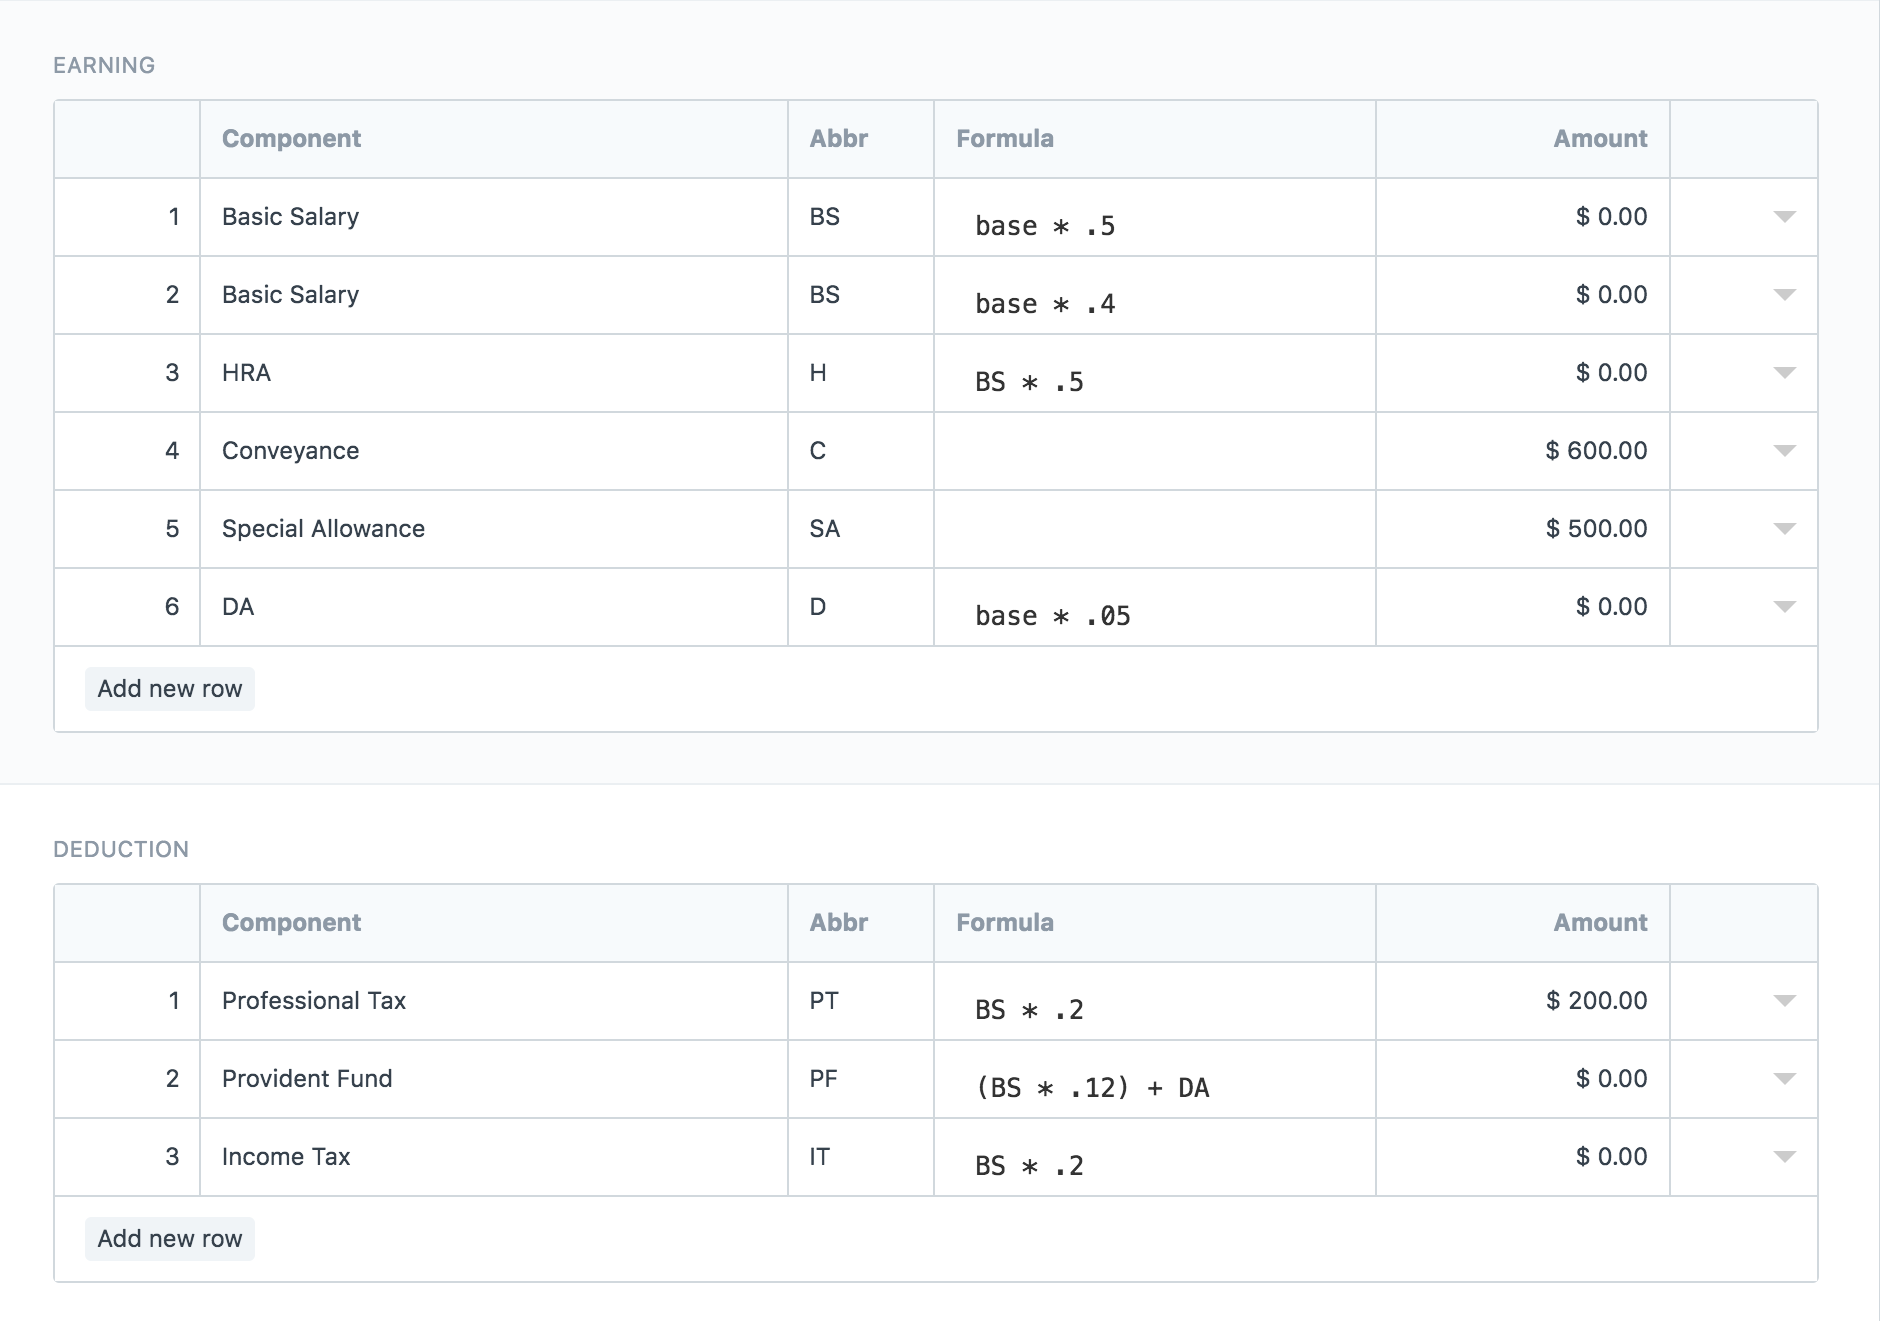 EARNING
Component Abbr Formula Amount
1 Basic Salary BS base * .5 $ 0.00
2 Basic Salary BS base * .4 $ 0.00
3 HRA H BS * .5 $ 0.00
4 Conveyance C $ 600.00
5 Special Allowance SA $ 500.00
6 DA D base * .05 $ 0.00
Add new row
DEDUCTION
Component Abbr Formula Amount
1 Professional Tax PT BS * .2 $ 200.00
2 Provident Fund PF (BS * .12) + DA $ 0.00
3 Income Tax IT BS * .2 $ 0.00
Add new row